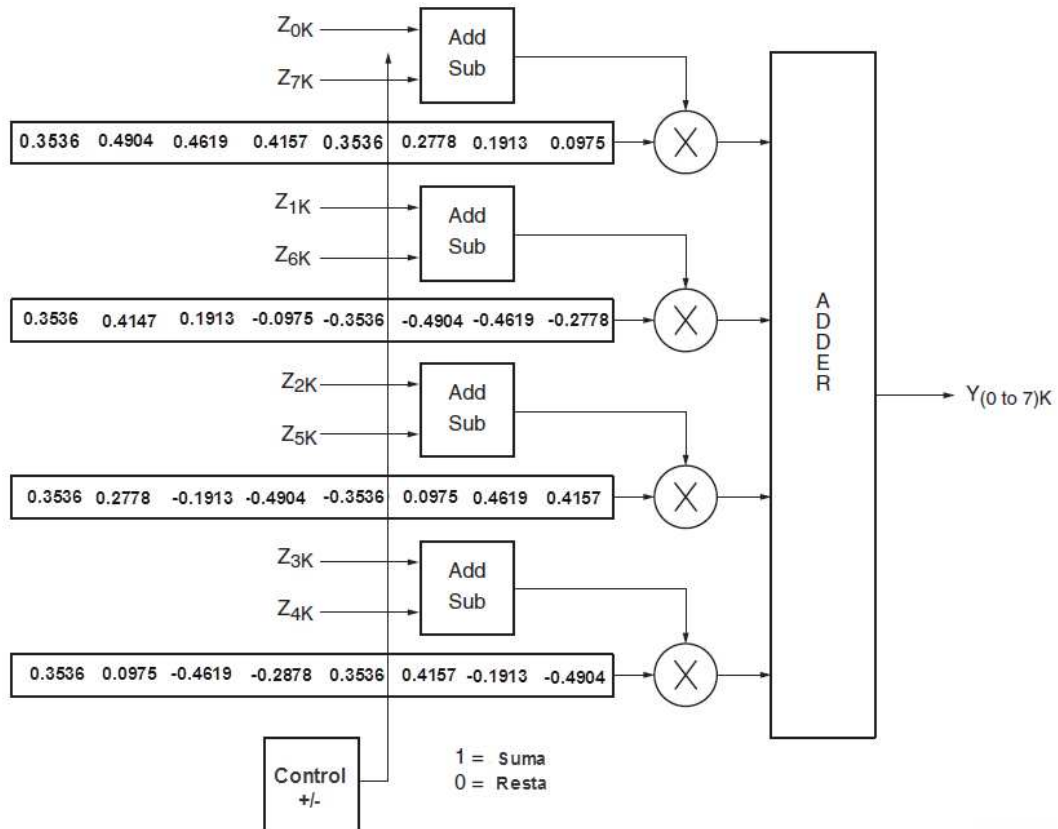 Z0K
Add
Sub
Z7K
0.3536 0.4904 0.4619 0.4157 0.3536 0.2778 0.1913 0.0975
X
Z1K
Add
Sub
Z6K
0.3536 0.4147 0.1913 -0.0975 -0.3536 -0.4904 -0.4619 -0.2778
X
Z2K
Add
Sub
Z5K
0.3536 0.2778 -0.1913 -0.4904 -0.3536 0.0975 0.4619 0.4157
X
Z3K
Add
Sub
Z4K
0.3536 0.0975 -0.4619 -0.2878 0.3536 0.4157 -0.1913 -0.4904
X
ADDER
Y(0 to 7)K
Control
+/-
1 = Suma
0 = Resta